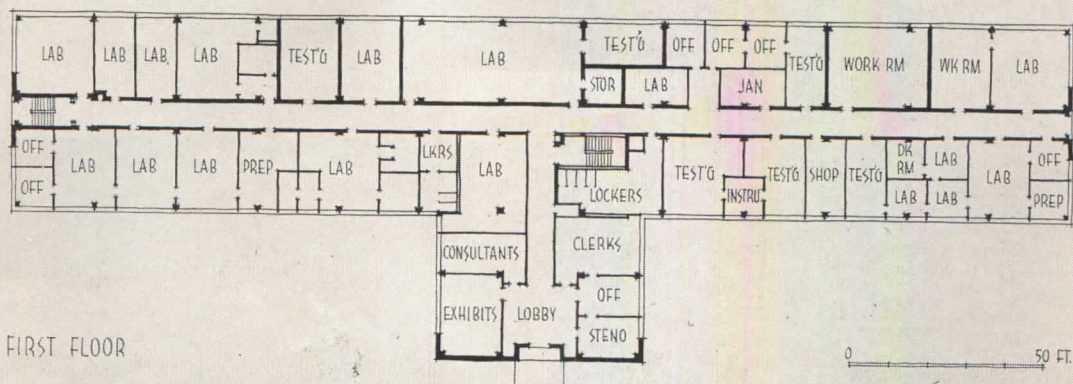 LAB LAB LAB. LAB TEST'G LAB LAB TEST'G OFF OFF OFF TEST'G WORK RM WK RM LAB
STOR LAB JAN
OFF LAB LAB LAB PREP LAB LKRS LAB TEST'G TEST'G SHOP TEST'G DK RM LAB LAB OFF
OFF LOCKERS INSTRU LAB LAB PREP
CONSULTANTS CLERKS
EXHIBITS LOBBY OFF
STENO
FIRST FLOOR
0 50 FT.